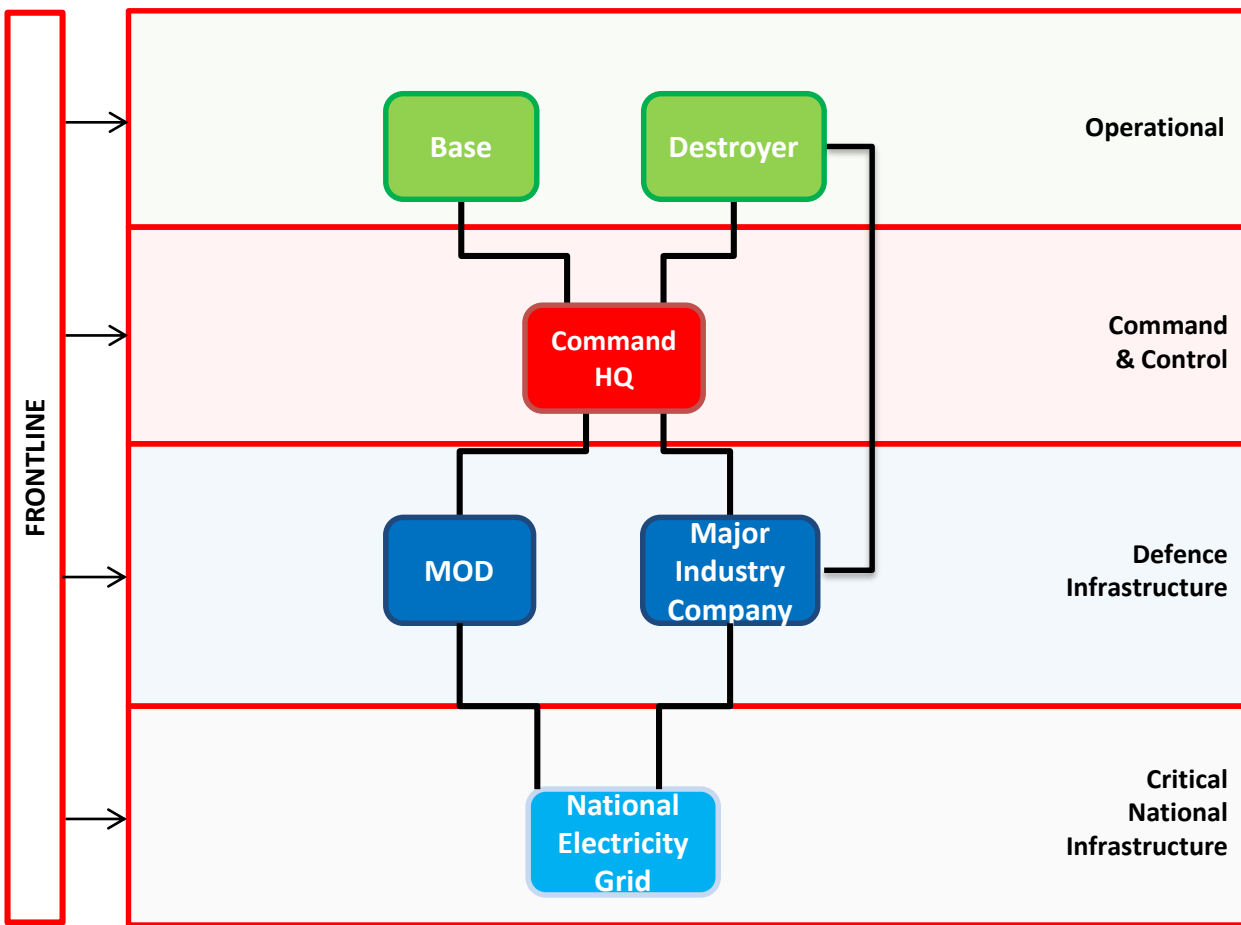 FRONTLINE
Base
Destroyer
Operational
Command
HQ
Command
& Control
MOD
Major
Industry
Company
Defence
Infrastructure
National
Electricity
Grid
Critical
National
Infrastructure